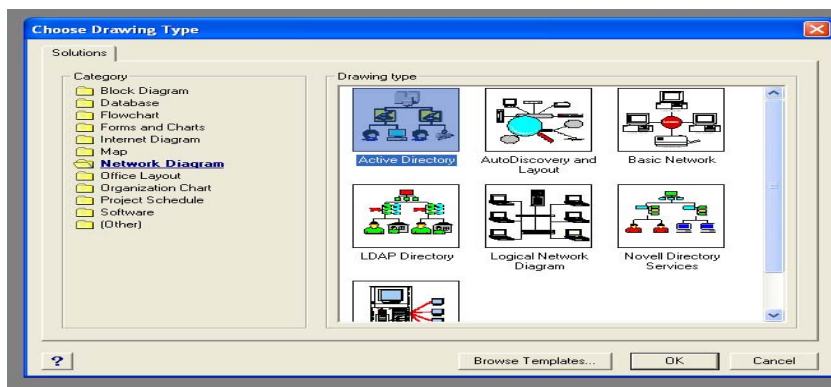 Choose Drawing Type
Solutions
Category
Block Diagram
Database
Flowchart
Forms and Charts
Internet Diagram
Map
Network Diagram
Office Layout
Organization Chart
Project Schedule
Software
(Other)
Drawing type
Active Directory
AutoDiscovery and
Layout
Basic Network
LDAP Directory
Logical Network
Diagram
Novell Directory
Services
?
Browse Templates...
OK
Cancel